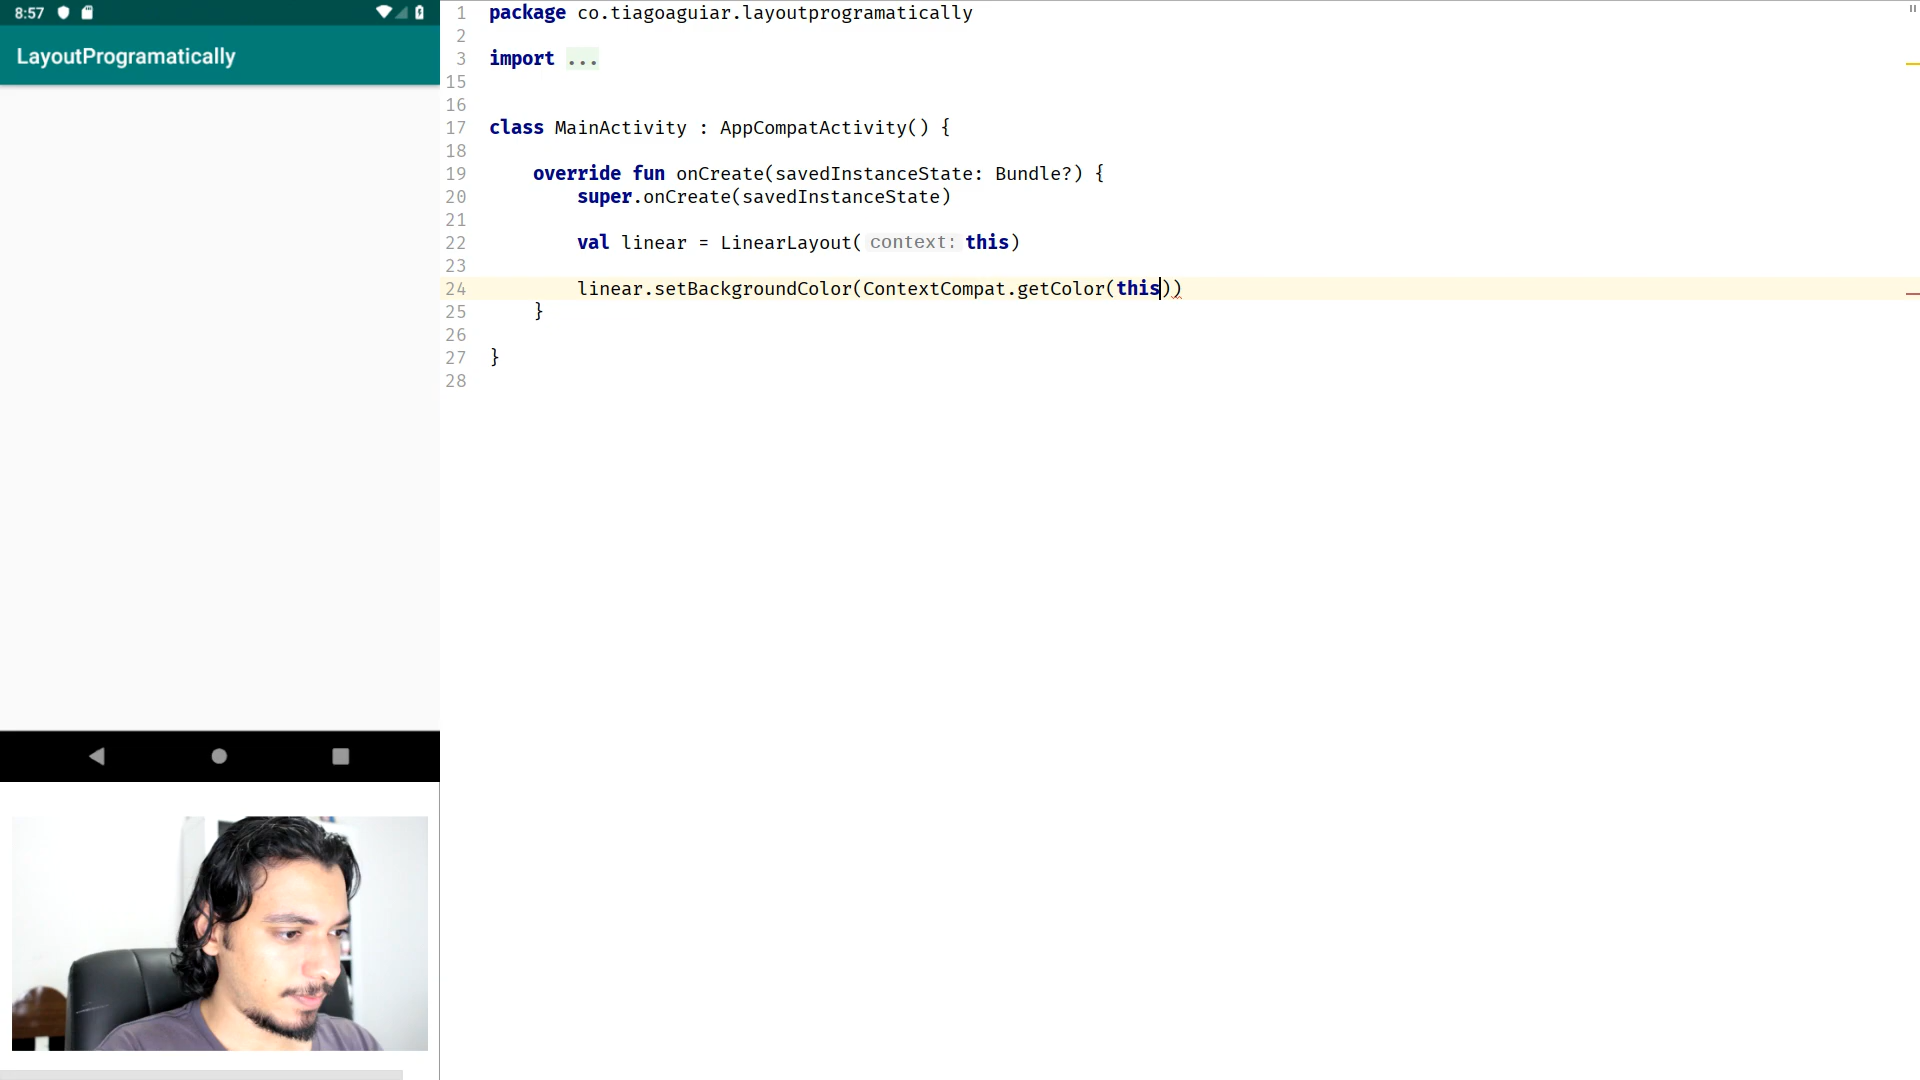 8:57
LayoutProgramatically
1 package co.tiagoaguiar.layoutprogramatically
2
3 import ...
15
16
17 class MainActivity : AppCompatActivity() {
18
19 override fun onCreate(savedInstanceState: Bundle?) {
20 super.onCreate(savedInstanceState)
21
22 val linear = LinearLayout( context: this)
23
24 linear.setBackgroundColor(ContextCompat.getColor(this))
25 }
26
27 }
28